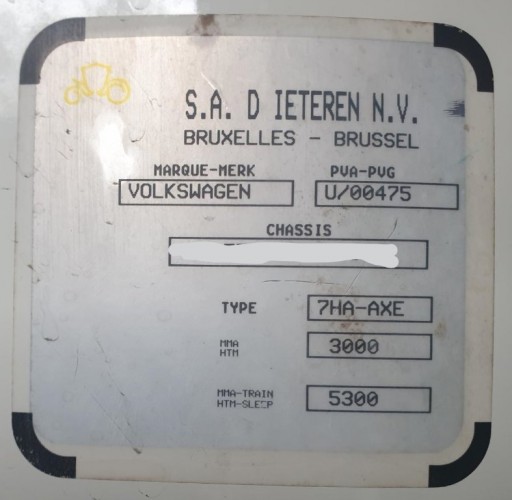 S.A. D IETEREN N.V.
BRUXELLES - BRUSSEL
MARQUE-MERK PVA-PVG
VOLKSWAGEN U/00475
CHASSIS
TYPE 7HA-AXE
MMA
HTM 3000
MMA-TRAIN
HTM-SLEEP 5300